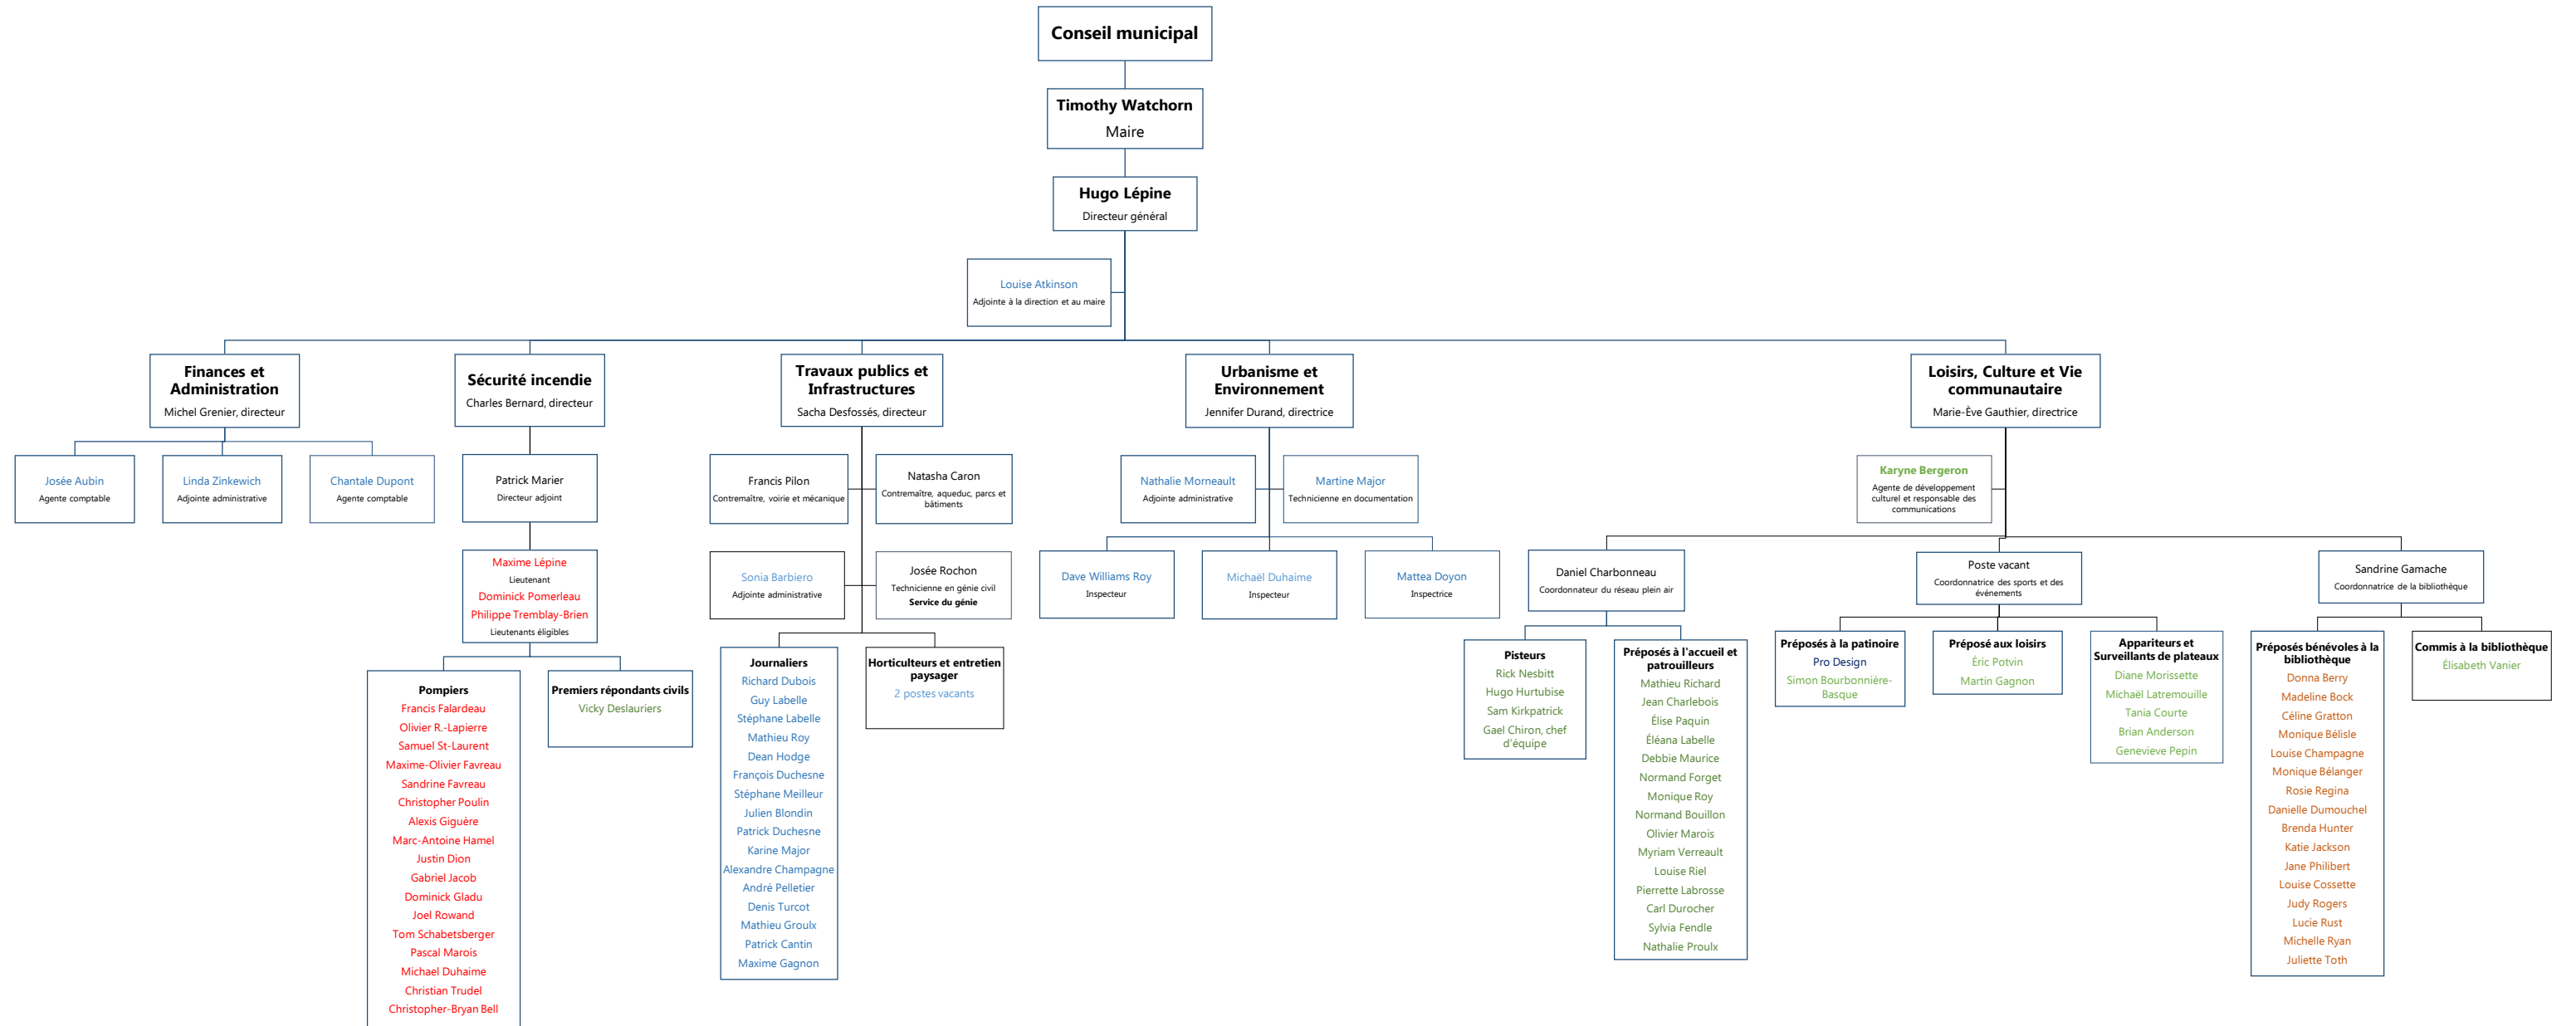 Conseil municipal
Timothy Watchorn
Maire
Hugo Lépine
Directeur général
Louise Atkinson
Adjointe à la direction et au maire
Finances et
Administration
Michel Grenier, directeur
Josée Aubin
Agente comptable
Linda Zinkewich
Adjointe administrative
Chantale Dupont
Agente comptable
Sécurité incendie
Charles Bernard, directeur
Patrick Marier
Directeur adjoint
Maxime Lépine
Lieutenant
Dominick Pomerleau
Philippe Tremblay-Brien
Lieutenants éligibles
Pompiers
Francis Falardeau
Olivier R.-Lapierre
Samuel St-Laurent
Maxime-Olivier Favreau
Sandrine Favreau
Christopher Poulin
Alexis Giguère
Marc-Antoine Hamel
Justin Dion
Gabriel Jacob
Dominick Gladu
Joel Rowand
Tom Schabetsberger
Pascal Marois
Michael Duhaime
Christian Trudel
Christopher-Bryan Bell
Premiers répondants civils
Vicky Deslauriers
Travaux publics et
Infrastructures
Sacha Desfossés, directeur
Francis Pilon
Contremaître, voirie et mécanique
Natasha Caron
Contremaître, aqueduc, parcs et
bâtiments
Sonia Barbiero
Adjointe administrative
Josée Rochon
Technicienne en génie civil
Service du génie
Journaliers
Richard Dubois
Guy Labelle
Stéphane Labelle
Mathieu Roy
Dean Hodge
François Duchesne
Stéphane Meilleur
Julien Blondin
Patrick Duchesne
Karine Major
Alexandre Champagne
André Pelletier
Denis Turcot
Mathieu Groulx
Patrick Cantin
Maxime Gagnon
Horticulteurs et entretien
paysager
2 postes vacants
Urbanisme et
Environnement
Jennifer Durand, directrice
Nathalie Morneault
Adjointe administrative
Martine Major
Technicienne en documentation
Dave Williams Roy
Inspecteur
Michaël Duhaime
Inspecteur
Mattea Doyon
Inspectrice
Loisirs, Culture et Vie
communautaire
Marie-Ève Gauthier, directrice
Karyne Bergeron
Agente de développement
culturel et responsable des
communications
Daniel Charbonneau
Coordonnateur du réseau plein air
Pisteurs
Rick Nesbitt
Hugo Hurtubise
Sam Kirkpatrick
Gael Chiron, chef
d'équipe
Préposés à l'accueil et
patrouilleurs
Mathieu Richard
Jean Charlebois
Élise Paquin
Éléana Labelle
Debbie Maurice
Normand Forget
Monique Roy
Normand Bouillon
Olivier Marois
Myriam Verreault
Louise Riel
Pierrette Labrosse
Carl Durocher
Sylvia Fendle
Nathalie Proulx
Poste vacant
Coordonnatrice des sports et des
événements
Préposés à la patinoire
Pro Design
Simon Bourbonnière-
Basque
Préposé aux loisirs
Éric Potvin
Martin Gagnon
Appariteurs et
Surveillants de plateaux
Diane Morissette
Michaël Latremouille
Tania Courte
Brian Anderson
Genevieve Pepin
Sandrine Gamache
Coordonnatrice de la bibliothèque
Préposés bénévoles à la
bibliothèque
Donna Berry
Madeline Bock
Céline Gratton
Monique Bélisle
Louise Champagne
Monique Bélanger
Rosie Regina
Danielle Dumouchel
Brenda Hunter
Katie Jackson
Jane Philibert
Louise Cossette
Judy Rogers
Lucie Rust
Michelle Ryan
Juliette Toth
Commis à la bibliothèque
Élisabeth Vanier